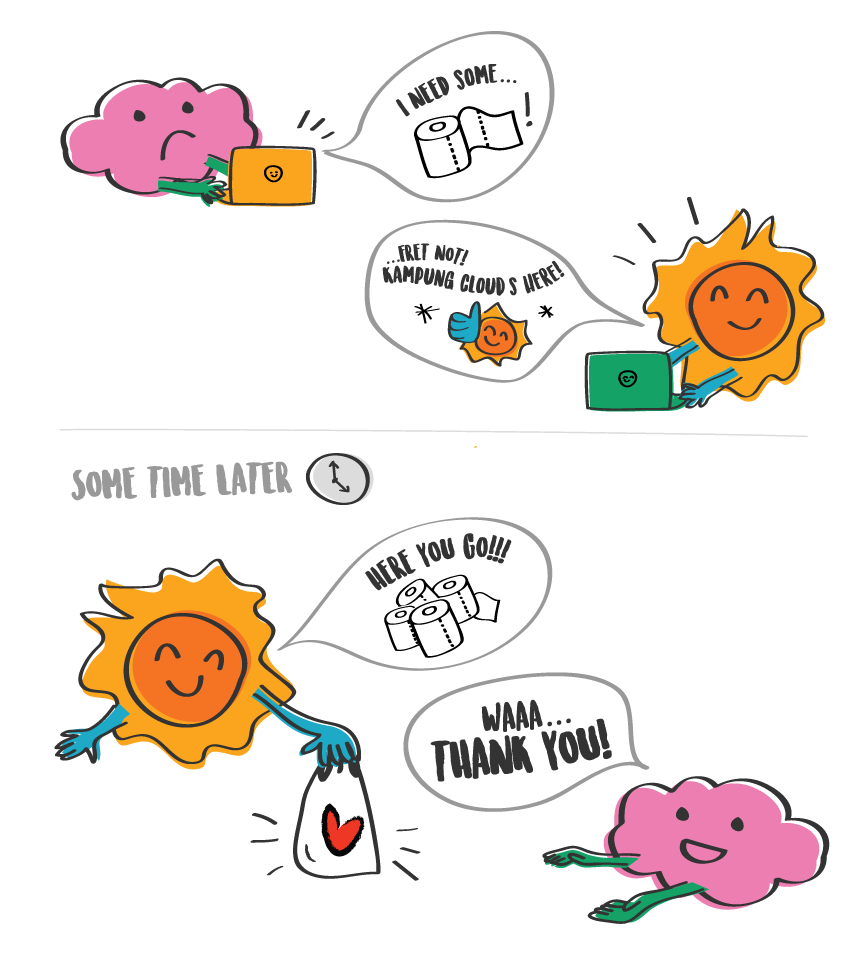 I NEED SOME...
!
...FRET NOT!
KAMPUNG CLOUD S HERE!
SOME TIME LATER
HERE YOU GO!!!
WAAA...
THANK YOU!